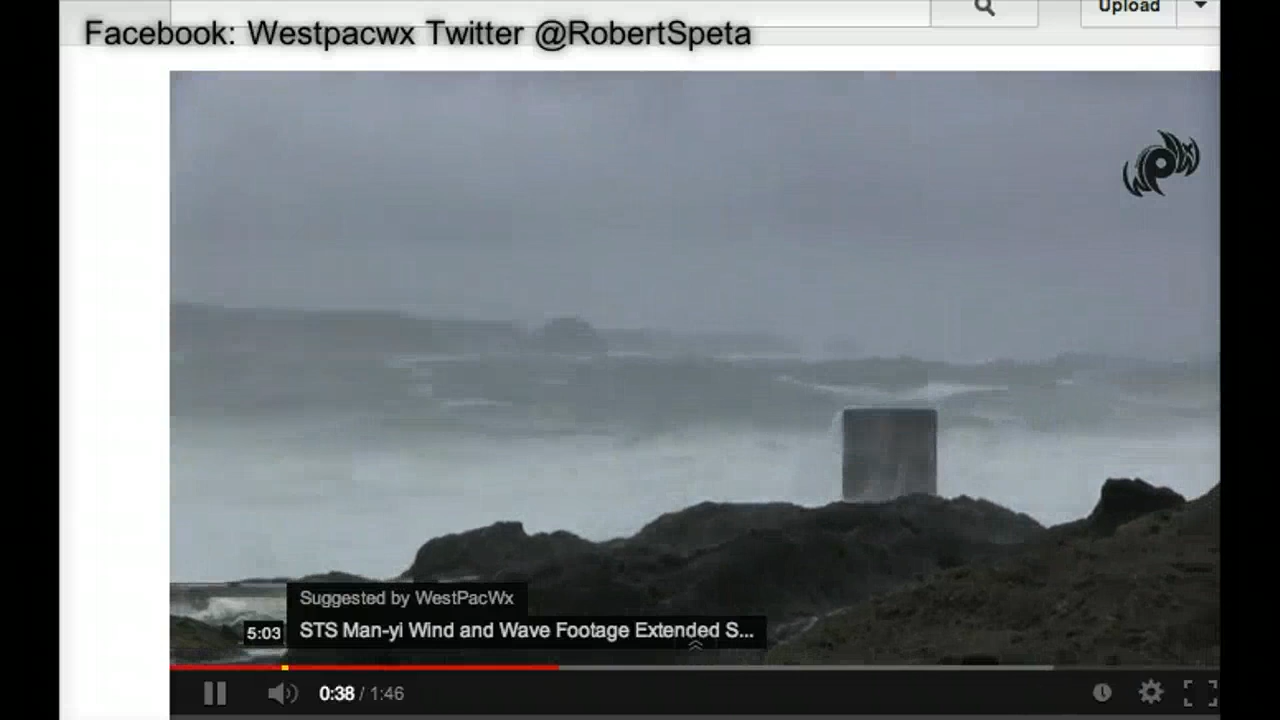 Upload
Facebook: Westpacwx Twitter @RobertSpeta
WPWX
Suggested by WestPacWx
5:03
STS Man-yi Wind and Wave Footage Extended S...
0:38 / 1:46